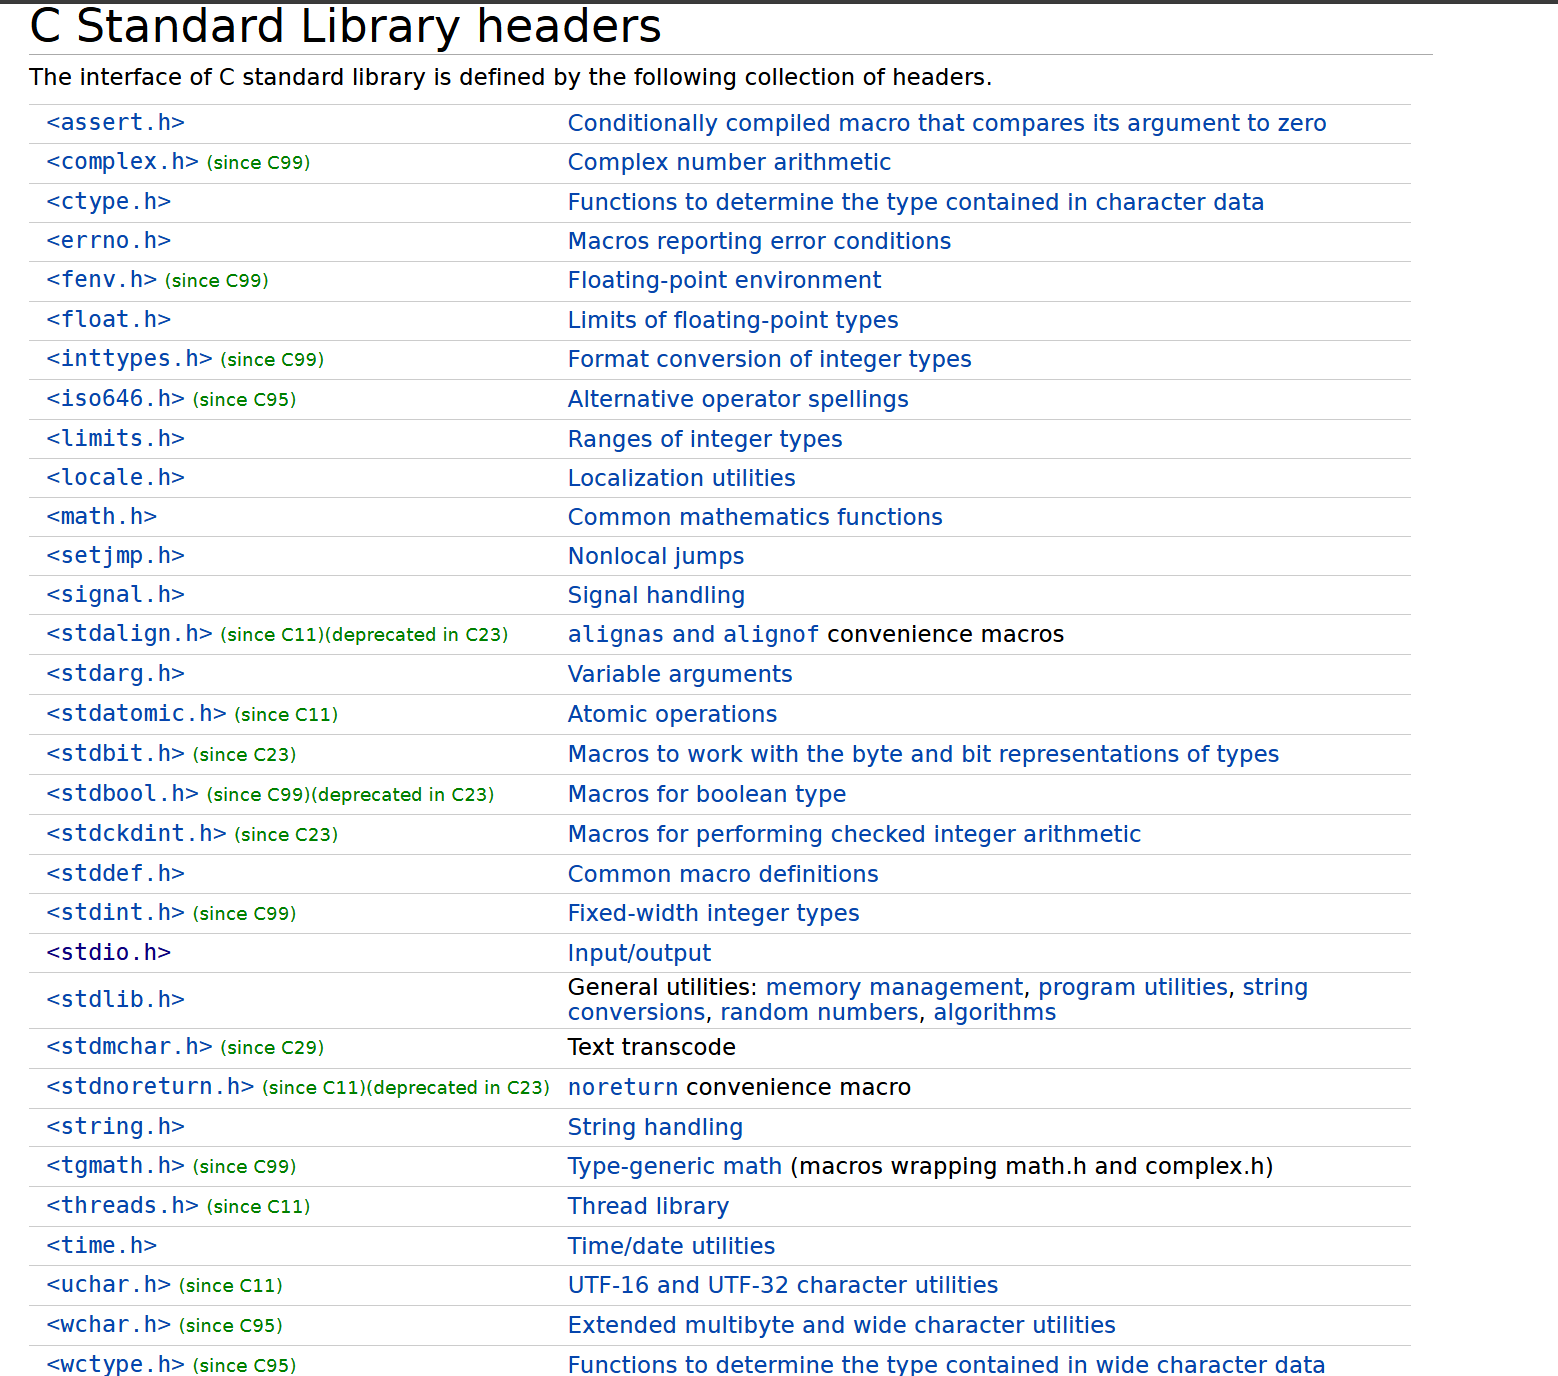 C Standard Library headers
The interface of C standard library is defined by the following collection of headers.
<assert.h> Conditionally compiled macro that compares its argument to zero
<complex.h> (since C99) Complex number arithmetic
<ctype.h> Functions to determine the type contained in character data
<errno.h> Macros reporting error conditions
<fenv.h> (since C99) Floating-point environment
<float.h> Limits of floating-point types
<inttypes.h> (since C99) Format conversion of integer types
<iso646.h> (since C95) Alternative operator spellings
<limits.h> Ranges of integer types
<locale.h> Localization utilities
<math.h> Common mathematics functions
<setjmp.h> Nonlocal jumps
<signal.h> Signal handling
<stdalign.h> (since C11)(deprecated in C23) alignas and alignof convenience macros
<stdarg.h> Variable arguments
<stdatomic.h> (since C11) Atomic operations
<stdbit.h> (since C23) Macros to work with the byte and bit representations of types
<stdbool.h> (since C99)(deprecated in C23) Macros for boolean type
<stdckdint.h> (since C23) Macros for performing checked integer arithmetic
<stddef.h> Common macro definitions
<stdint.h> (since C99) Fixed-width integer types
<stdio.h> Input/output
<stdlib.h> General utilities: memory management, program utilities, string
conversions, random numbers, algorithms
<stdmchar.h> (since C29) Text transcode
<stdnoreturn.h> (since C11)(deprecated in C23) noreturn convenience macro
<string.h> String handling
<tgmath.h> (since C99) Type-generic math (macros wrapping math.h and complex.h)
<threads.h> (since C11) Thread library
<time.h> Time/date utilities
<uchar.h> (since C11) UTF-16 and UTF-32 character utilities
<wchar.h> (since C95) Extended multibyte and wide character utilities
<wctype.h> (since C95) Functions to determine the type contained in wide character data